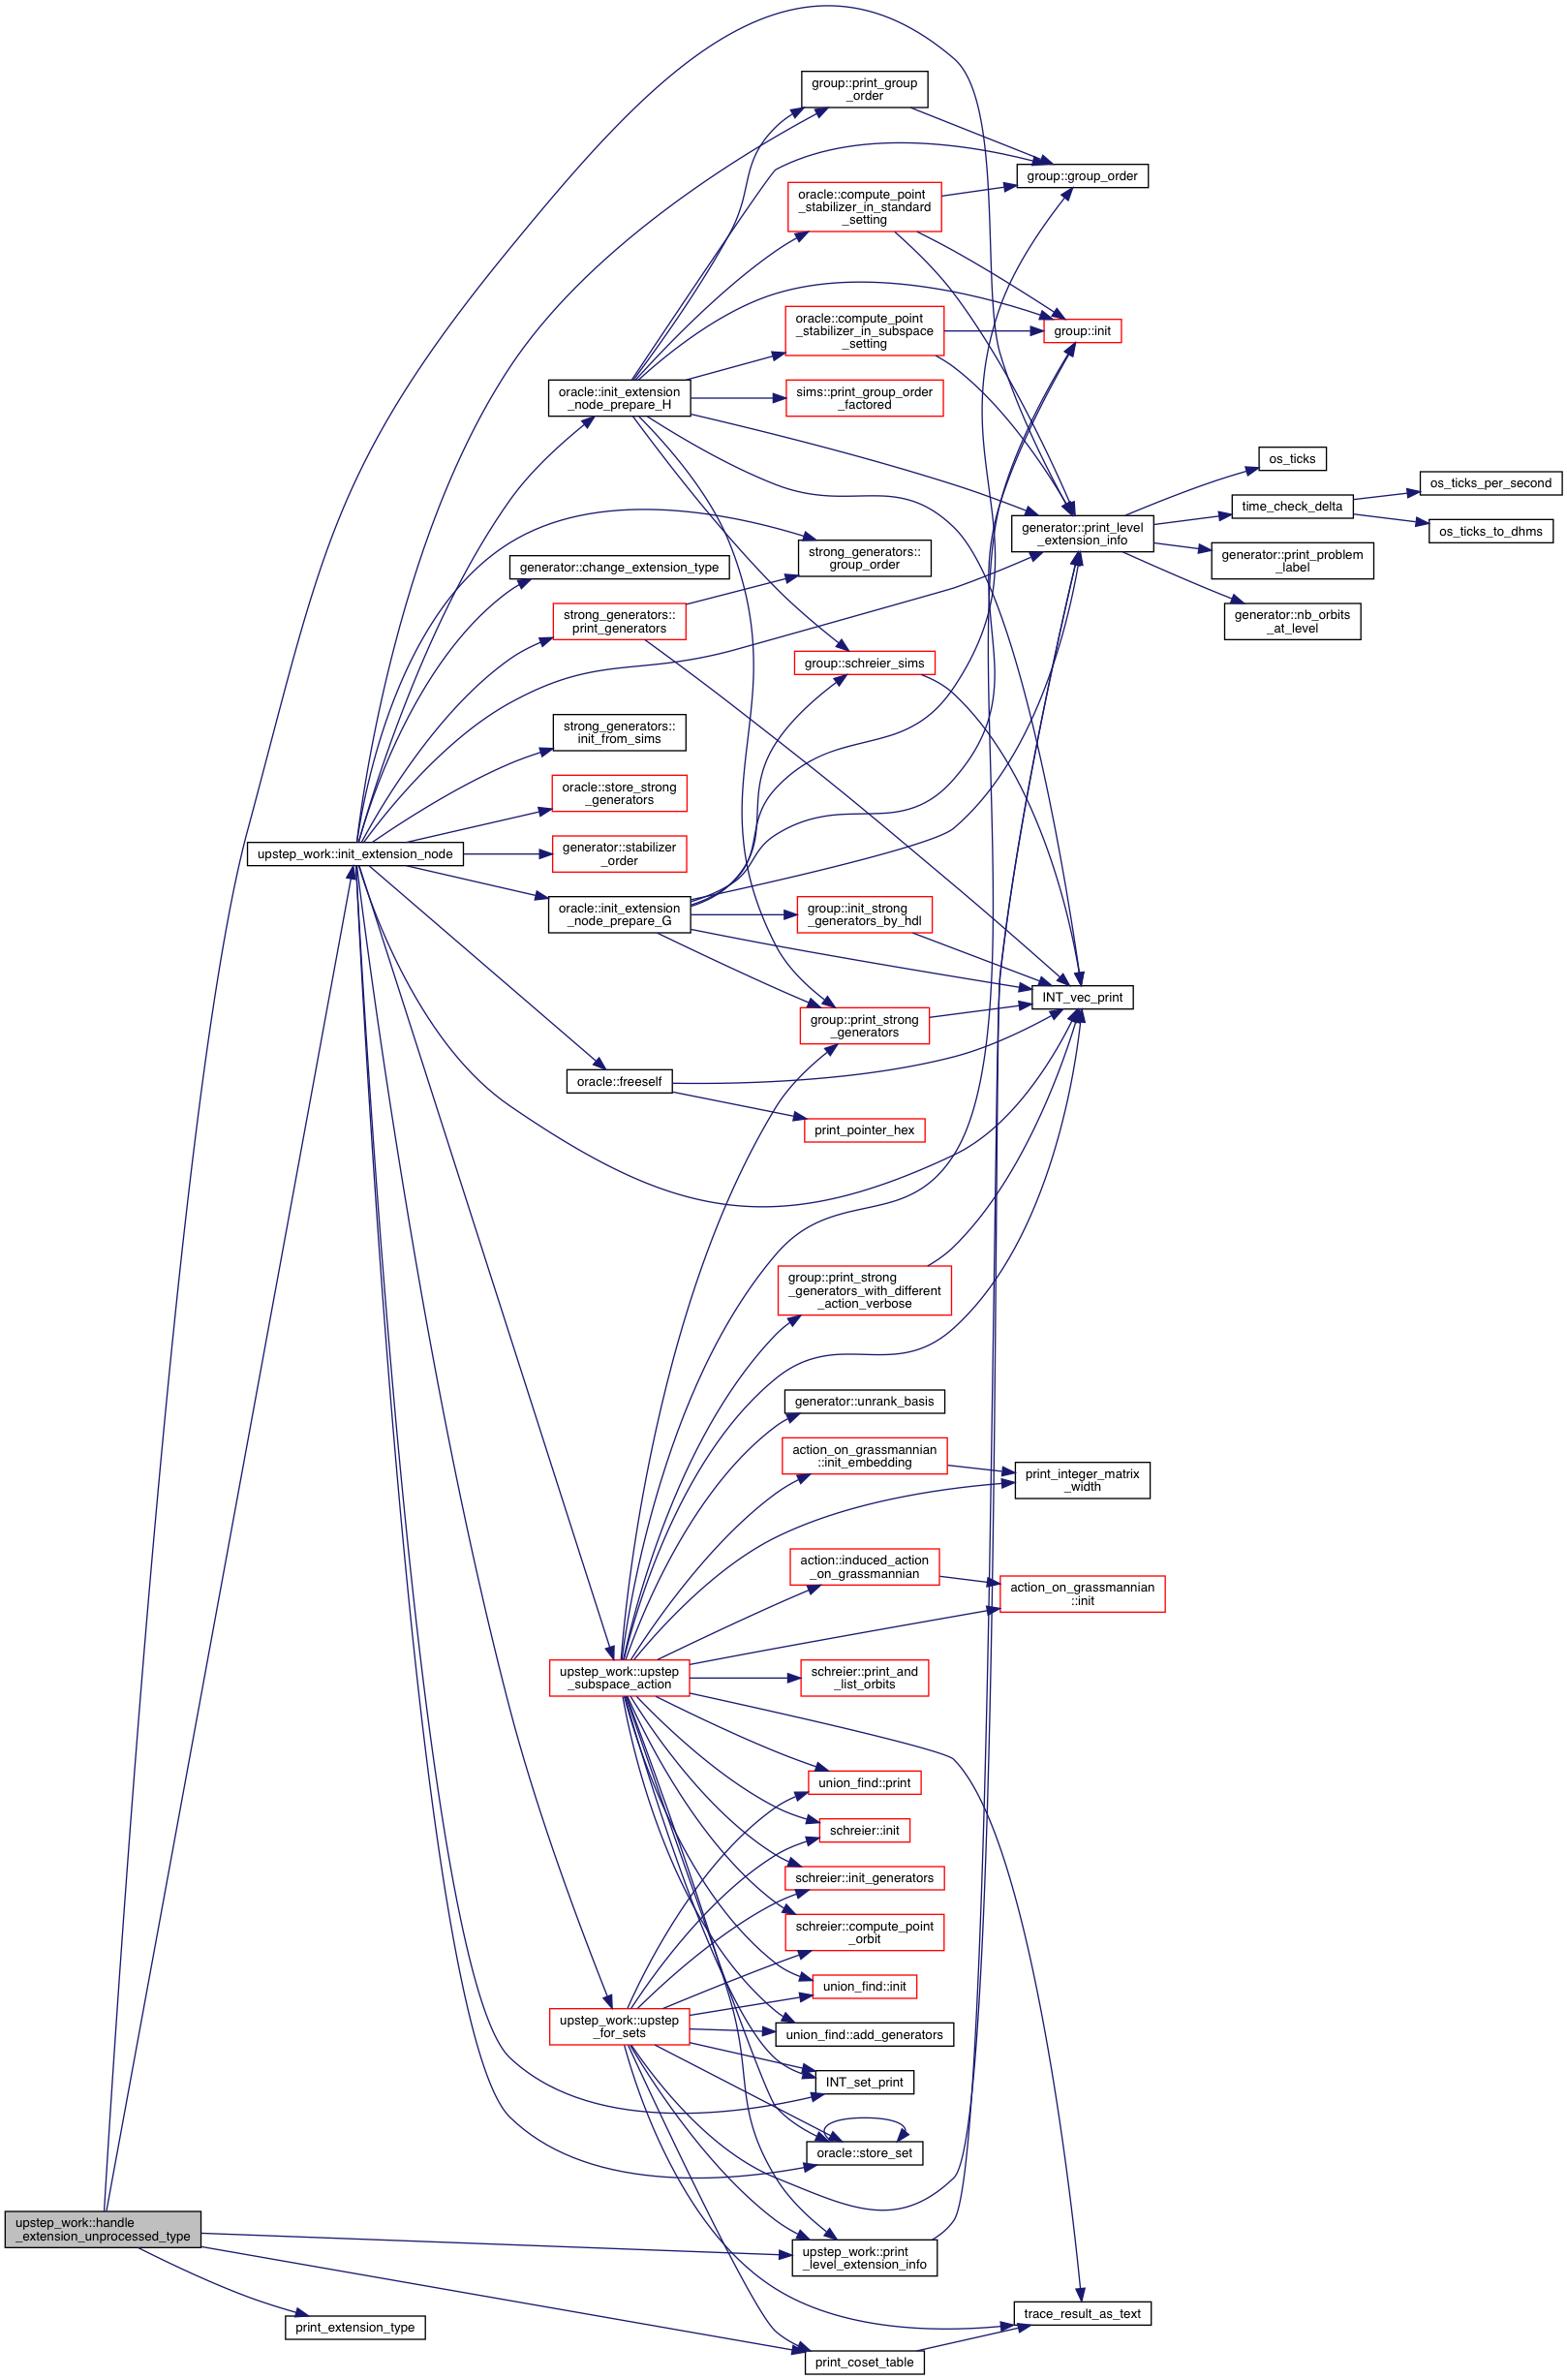 group::print_group
_order
group::group_order
oracle::compute_point
_stabilizer_in_standard
_setting
oracle::compute_point
_stabilizer_in_subspace
_setting
group::init
oracle::init_extension
_node_prepare_H
sims::print_group_order
_factored
os_ticks
os_ticks_per_second
time_check_delta
os_ticks_to_dhms
generator::print_level
_extension_info
generator::print_problem
_label
generator::nb_orbits
_at_level
strong_generators::
group_order
generator::change_extension_type
strong_generators::
print_generators
group::schreier_sims
strong_generators::
init_from_sims
oracle::store_strong
_generators
upstep_work::init_extension_node
generator::stabilizer
_order
oracle::init_extension
_node_prepare_G
group::init_strong
_generators_by_hdl
INT_vec_print
group::print_strong
_generators
oracle::freeself
print_pointer_hex
group::print_strong
_generators_with_different
_action_verbose
generator::unrank_basis
action_on_grassmannian
::init_embedding
print_integer_matrix
_width
action::induced_action
_on_grassmannian
action_on_grassmannian
::init
upstep_work::upstep
_subspace_action
schreier::print_and
_list_orbits
union_find::print
schreier::init
schreier::init_generators
schreier::compute_point
_orbit
union_find::init
upstep_work::upstep
_for_sets
union_find::add_generators
INT_set_print
oracle::store_set
upstep_work::handle
_extension_unprocessed_type
upstep_work::print
_level_extension_info
trace_result_as_text
print_extension_type
print_coset_table